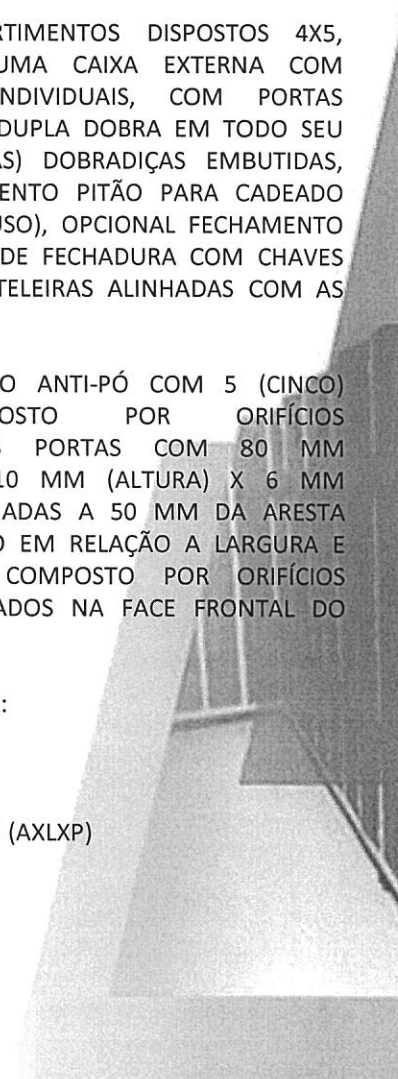 RTIMENTOS DISPOSTOS 4X5,
UMA CAIXA EXTERNA COM
NDIVIDUAIS, COM PORTAS
DUPLA DOBRA EM TODO SEU
AS) DOBRADIÇAS EMBUTIDAS,
ENTO PITÃO PARA CADEADO
USO), OPCIONAL FECHAMENTO
DE FECHADURA COM CHAVES
TELEIRAS ALINHADAS COM AS
O ANTI-PÓ COM 5 (CINCO)
POSTO POR ORIFÍCIOS
S PORTAS COM 80 MM
10 MM (ALTURA) X 6 MM
ADAS A 50 MM DA ARESTA
O EM RELAÇÃO A LARGURA E
COMPOSTO POR ORIFÍCIOS
ADOS NA FACE FRONTAL DO
:
(AXLXP)